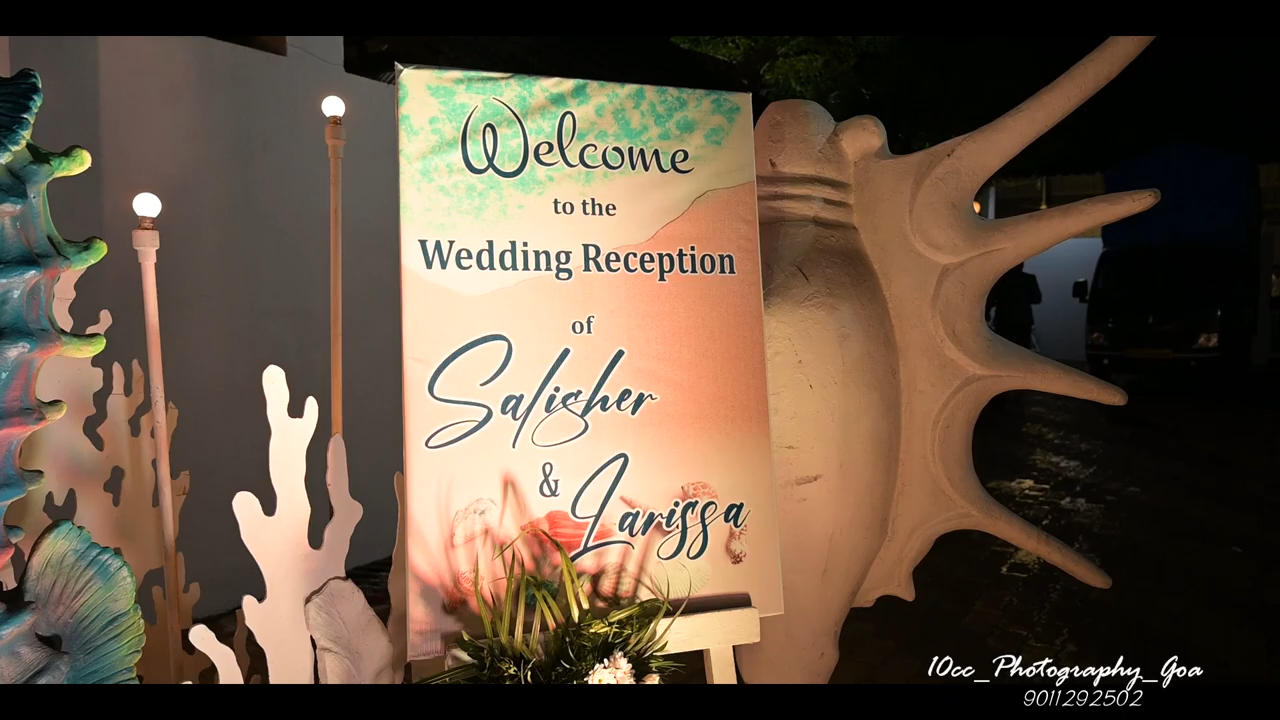 Welcome
to the
Wedding Reception
of
Salisher
&
Larissa
10cc_Photography_Goa
9011292502